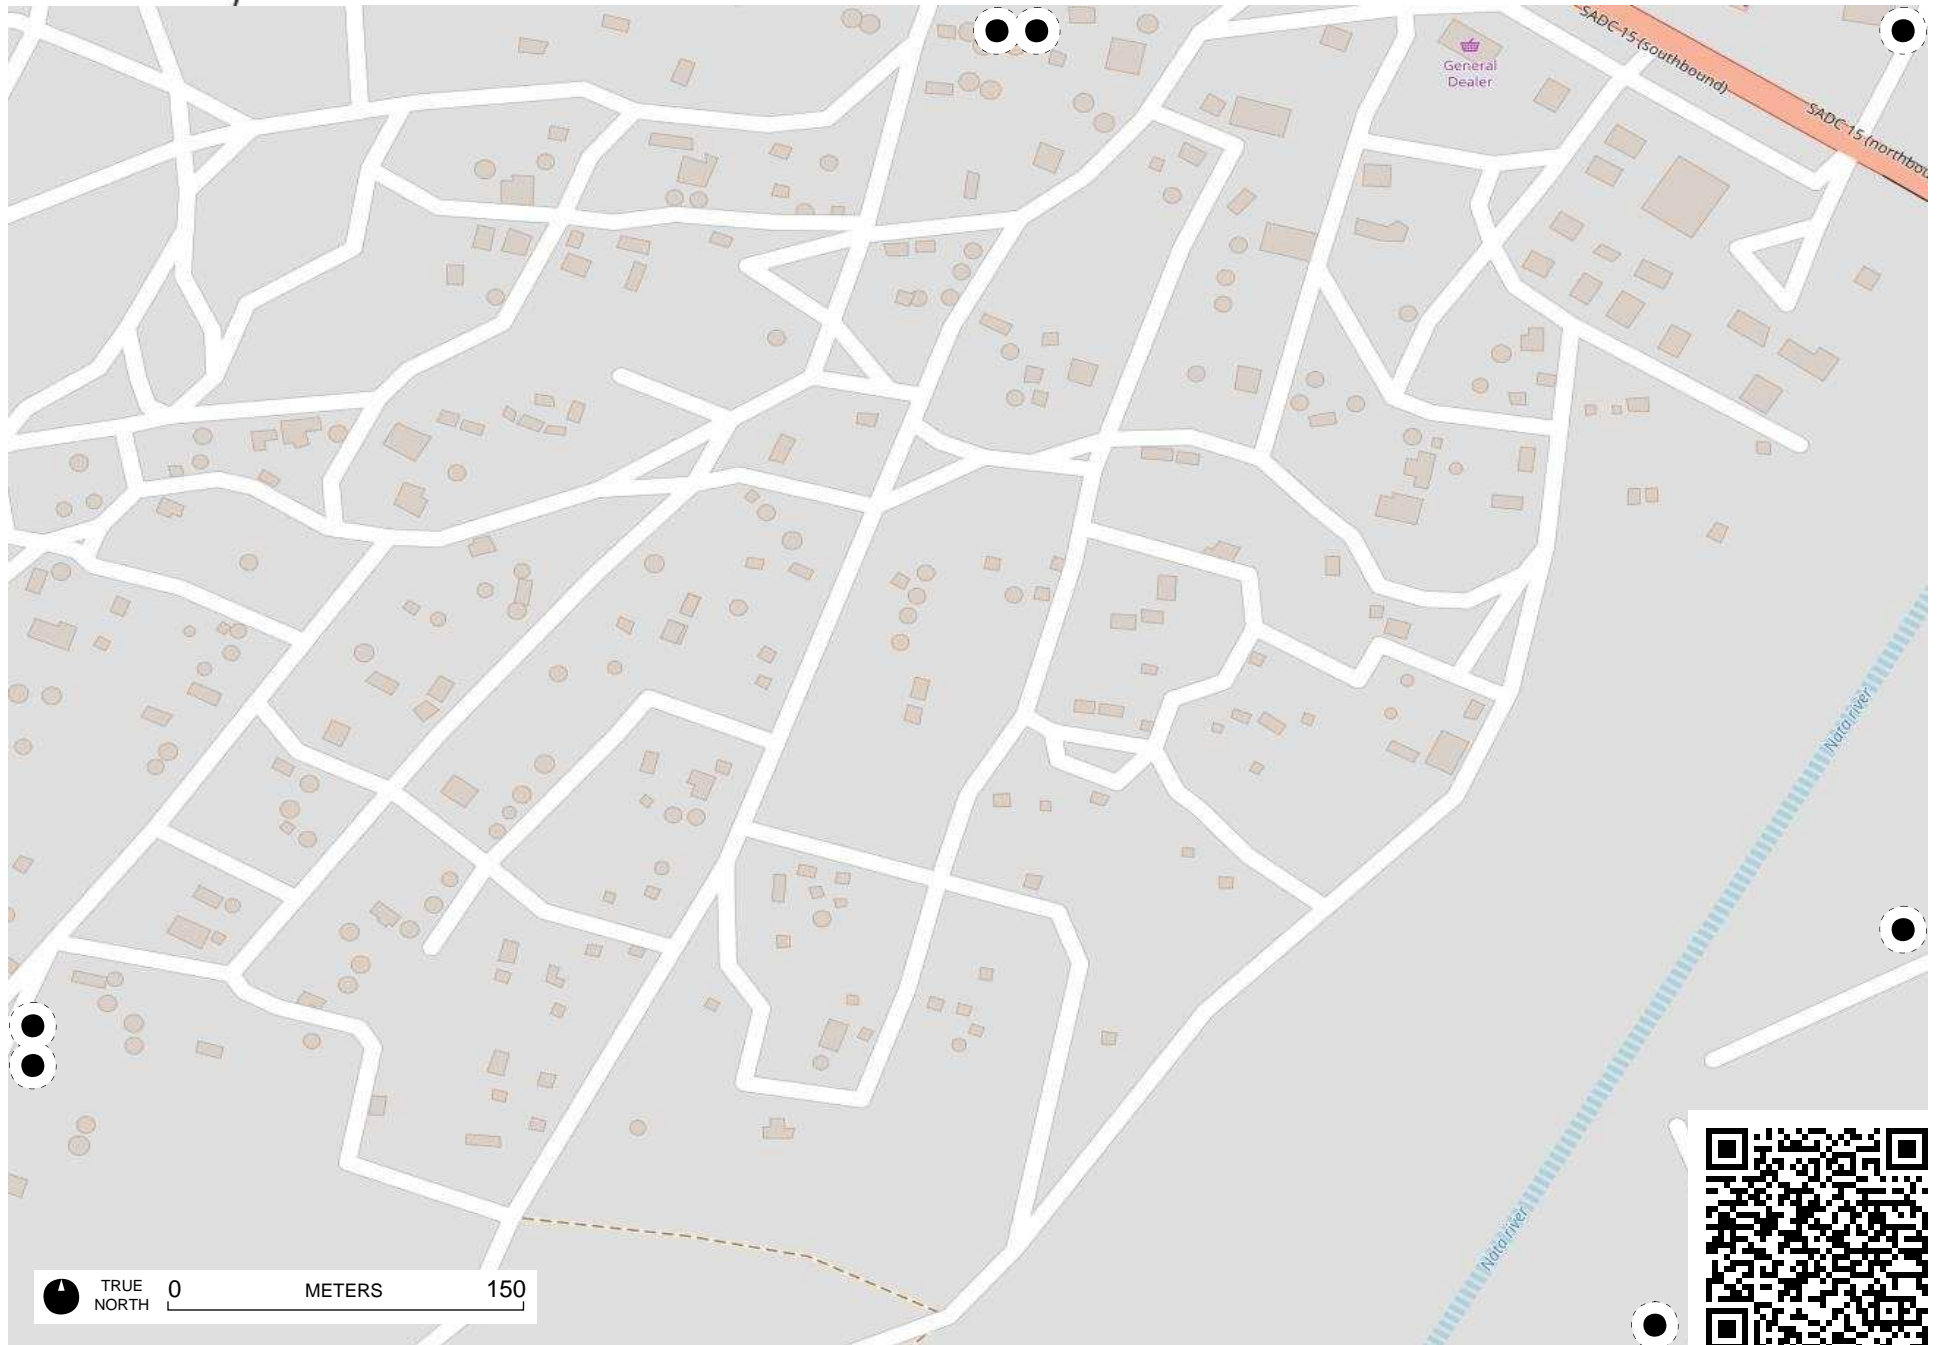 SADC-15 (southbound)
General
Dealer
SADC 15 (northbou
Nata river
Nata river
TRUE
NORTH
0 METERS 150